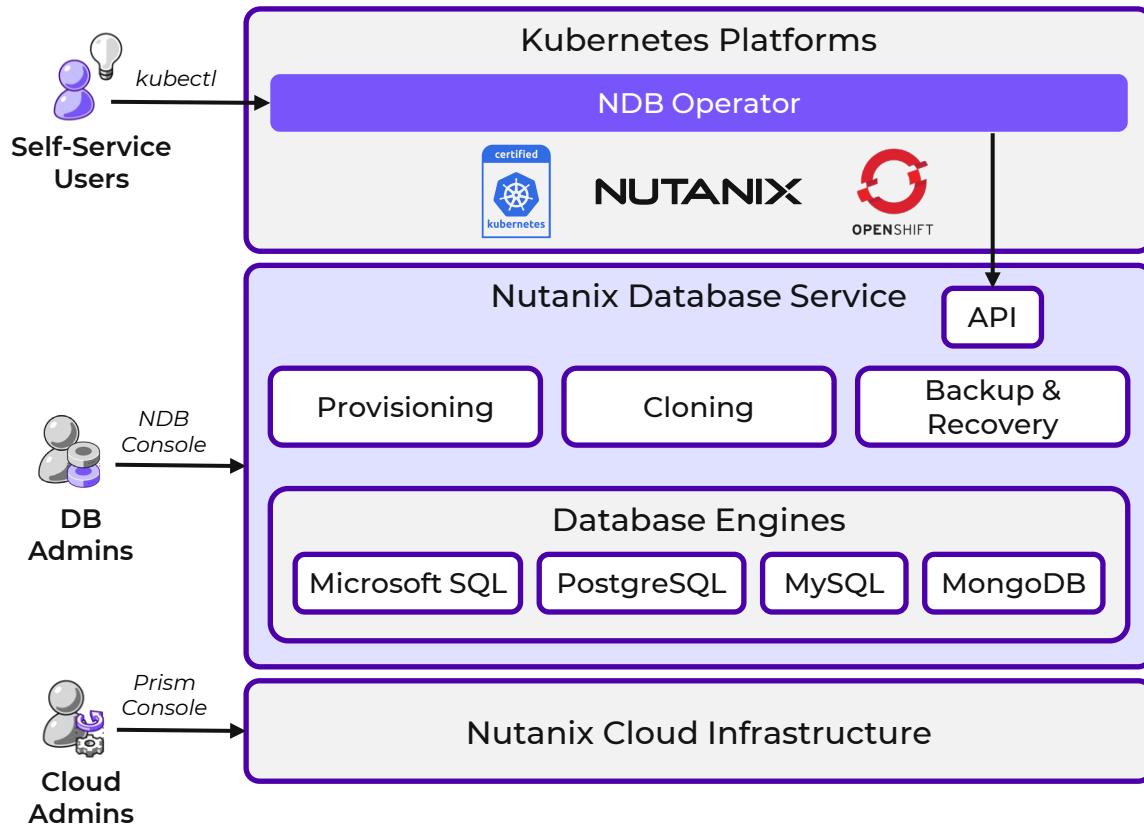 Kubernetes Platforms
kubectl
NDB Operator
Self-Service
Users
certified
kubernetes
NUTANIX
OPENSHIFT
Nutanix Database Service
API
Provisioning
Cloning
Backup &
Recovery
NDB
Console
DB
Admins
Database Engines
Microsoft SQL
PostgreSQL
MySQL
MongoDB
Prism
Console
Cloud
Admins
Nutanix Cloud Infrastructure